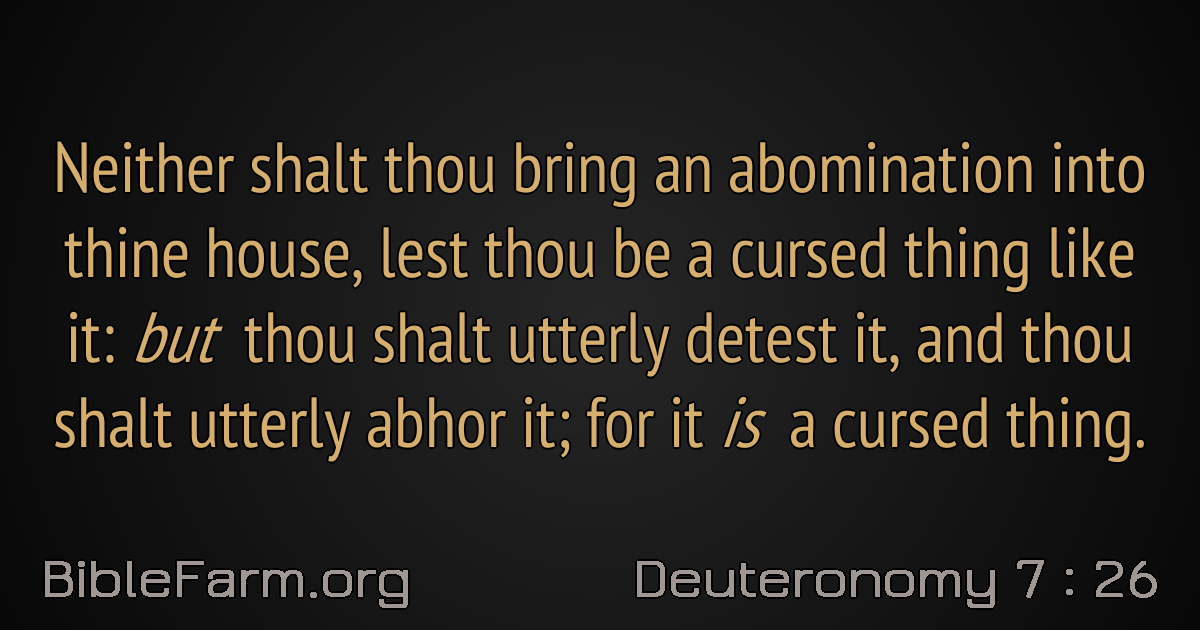 Neither shalt thou bring an abomination into
thine house, lest thou be a cursed thing like
it: but thou shalt utterly detest it, and thou
shalt utterly abhor it; for it is a cursed thing.
BibleFarm.org
Deuteronomy 7 : 26